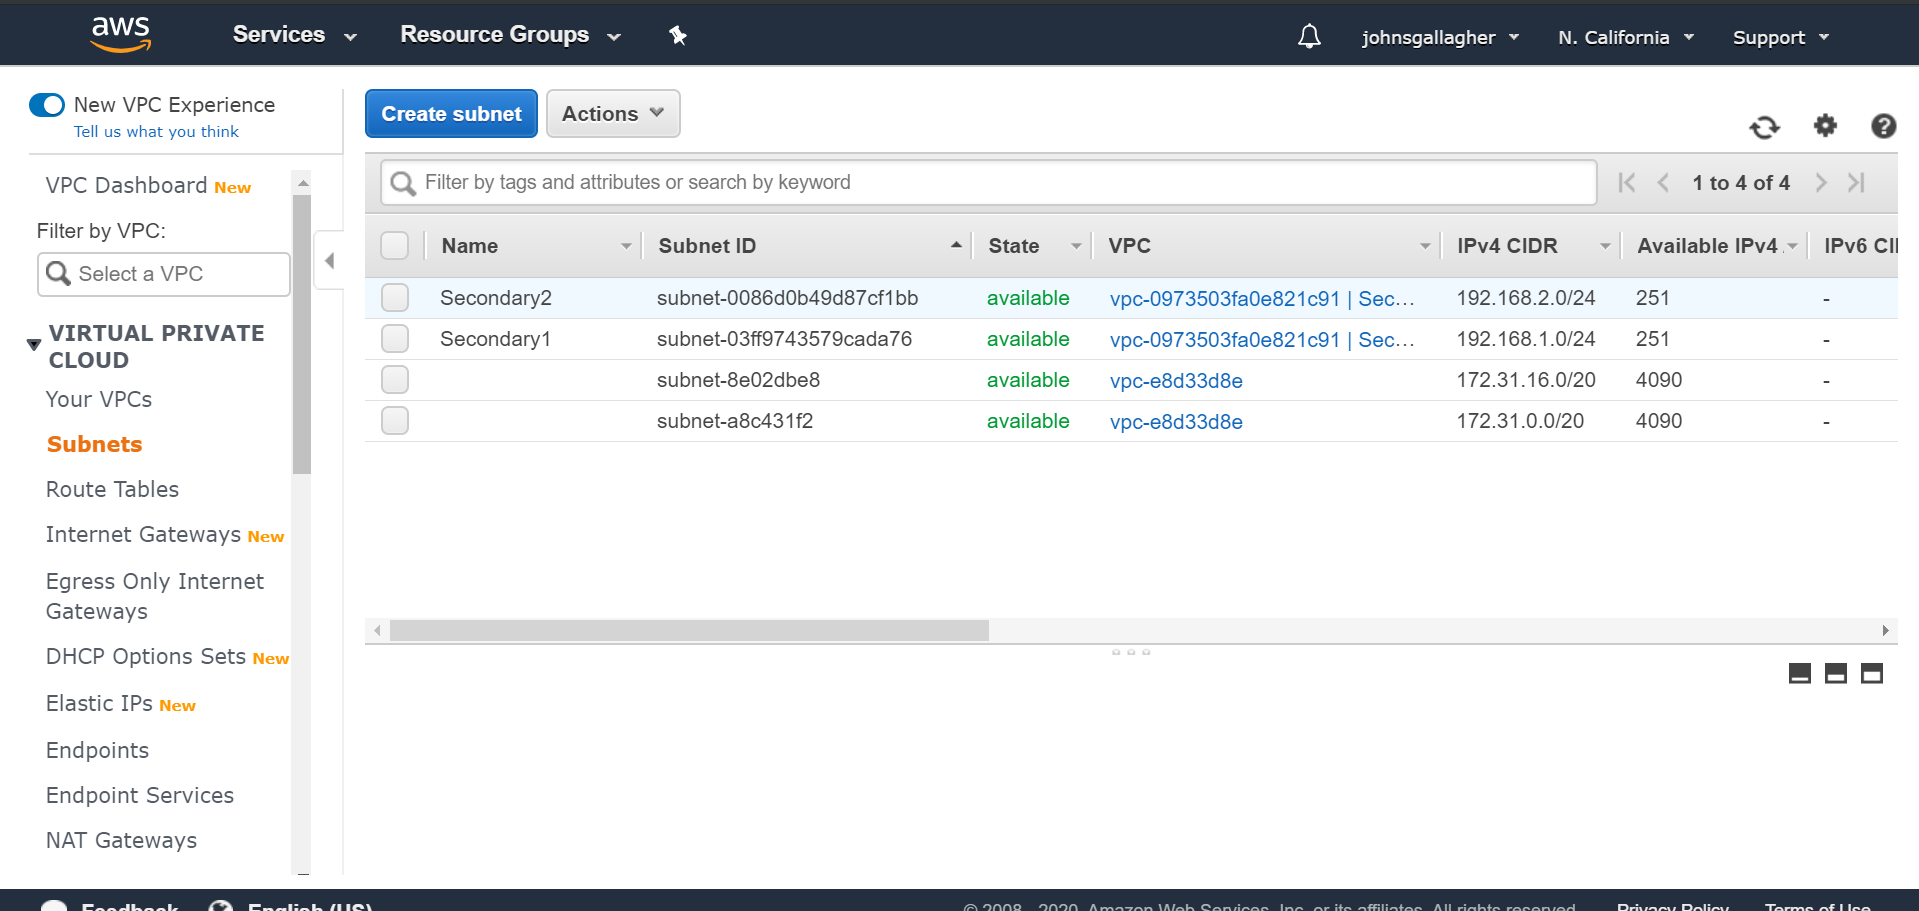 aws Services Resource Groups johnsgallagher N. California Support
New VPC Experience
Tell us what you think
VPC Dashboard New
Filter by VPC:
Select a VPC
VIRTUAL PRIVATE
CLOUD
Your VPCs
Subnets
Route Tables
Internet Gateways New
Egress Only Internet
Gateways
DHCP Options Sets New
Elastic IPs New
Endpoints
Endpoint Services
NAT Gateways
Create subnet Actions
Filter by tags and attributes or search by keyword
1 to 4 of 4
Name Subnet ID State VPC IPv4 CIDR Available IPv4 IPv6
Secondary2 subnet-0086d0b49d87cf1bb available vpc-0973503fa0e821c91 | Sec... 192.168.2.0/24 251 -
Secondary1 subnet-03ff9743579cada76 available vpc-0973503fa0e821c91 | Sec... 192.168.1.0/24 251 -
subnet-8e02dbe8 available vpc-e8d33d8e 172.31.16.0/20 4090 -
subnet-a8c431f2 available vpc-e8d33d8e 172.31.0.0/20 4090 -
Feedback English (US) © 2008 - 2020, Amazon Web Services, Inc. or its affiliates. All rights reserved. Privacy Policy Terms of Use